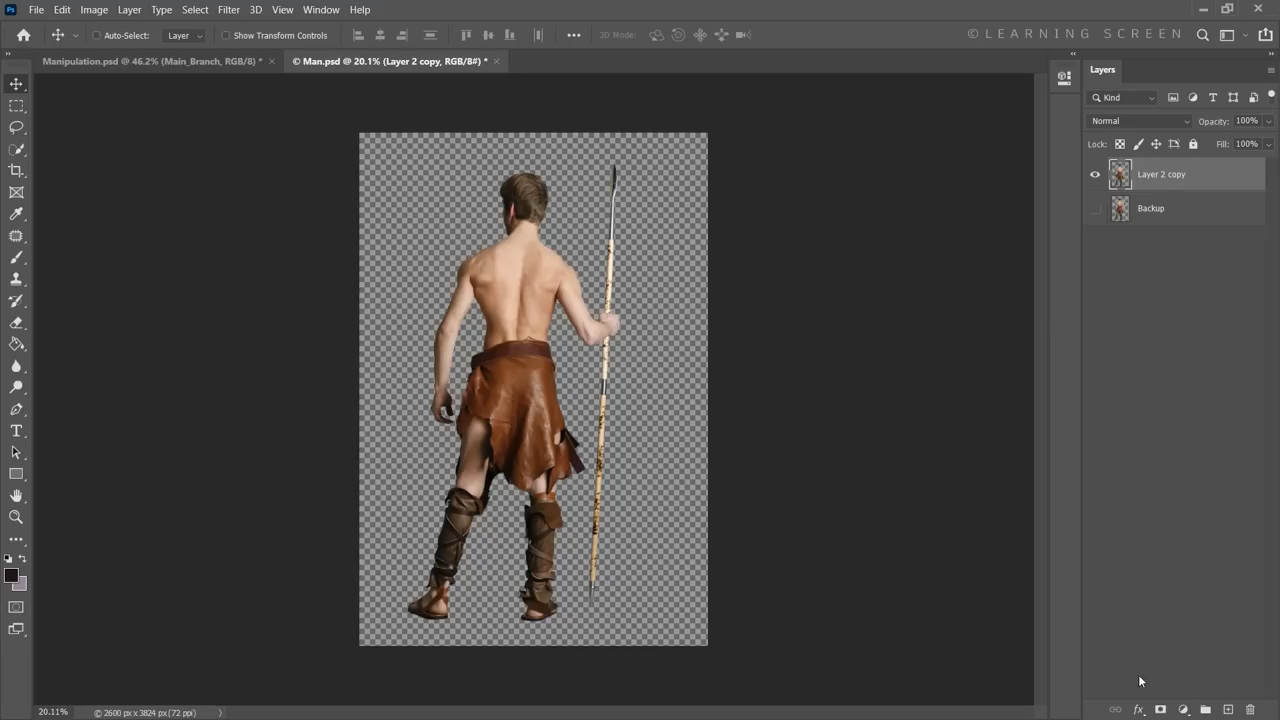 Ps File Edit Image Layer Type Select Filter 3D View Window Help
Auto-Select: Layer Show Transform Controls 3D Mode: © LEARNING SCREEN
Manipulation.psd @ 46.2% (Main_Branch, RGB/8) * × © Man.psd @ 20.1% (Layer 2 copy, RGB/8#) * ×
Layers
Kind
Normal Opacity: 100%
Lock: Fill: 100%
Layer 2 copy
Backup
20.11% © 2600 px x 3824 px (72 ppi)